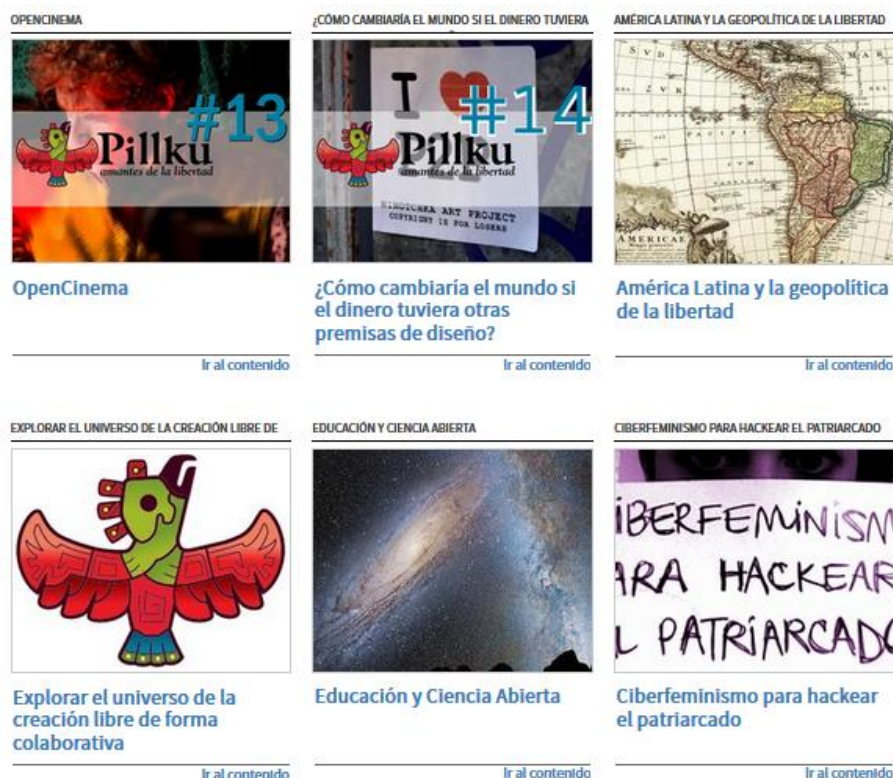 OPENCINEMA
¿CÓMO CAMBIARÍA EL MUNDO SI EL DINERO TUVIERA
AMÉRICA LATINA Y LA GEOPOLÍTICA DE LA LIBERTAD
#13
Pillku
amantes de la libertad
I
#14
Pillku
amantes de la libertad
NINOTCHKA ART PROJECT
COPYRIGHT IS FOR LOSERS
AMERICAE
OpenCinema
¿Cómo cambiaría el mundo si
el dinero tuviera otras
premisas de diseño?
América Latina y la geopolítica
de la libertad
Ir al contenido
Ir al contenido
Ir al contenido
EXPLORAR EL UNIVERSO DE LA CREACIÓN LIBRE DE
EDUCACIÓN Y CIENCIA ABIERTA
CIBERFEMINISMO PARA HACKEAR EL PATRIARCADO
IBERFEMINISM
ARA HACKEAR
L PATRIARCADO
Explorar el universo de la
creación libre de forma
colaborativa
Educación y Ciencia Abierta
Ciberfeminismo para hackear
el patriarcado
Ir al contenido
Ir al contenido
Ir al contenido